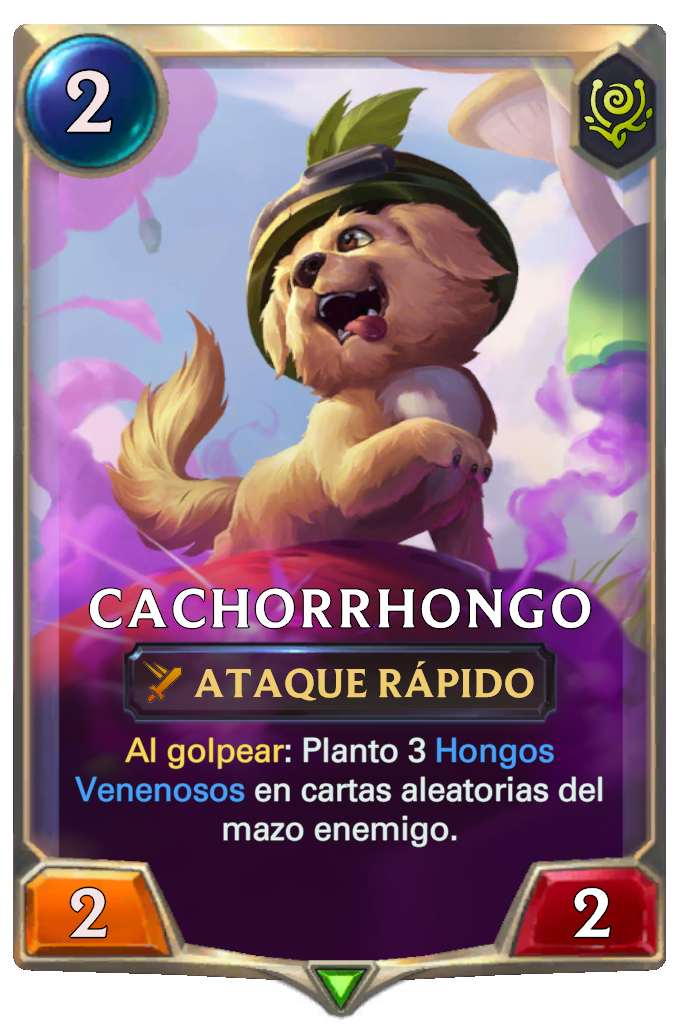 2
CACHORRHONGO
ATAQUE RÁPIDO
Al golpear: Planto 3 Hongos
Venenosos en cartas aleatorias del
mazo enemigo.
2
2